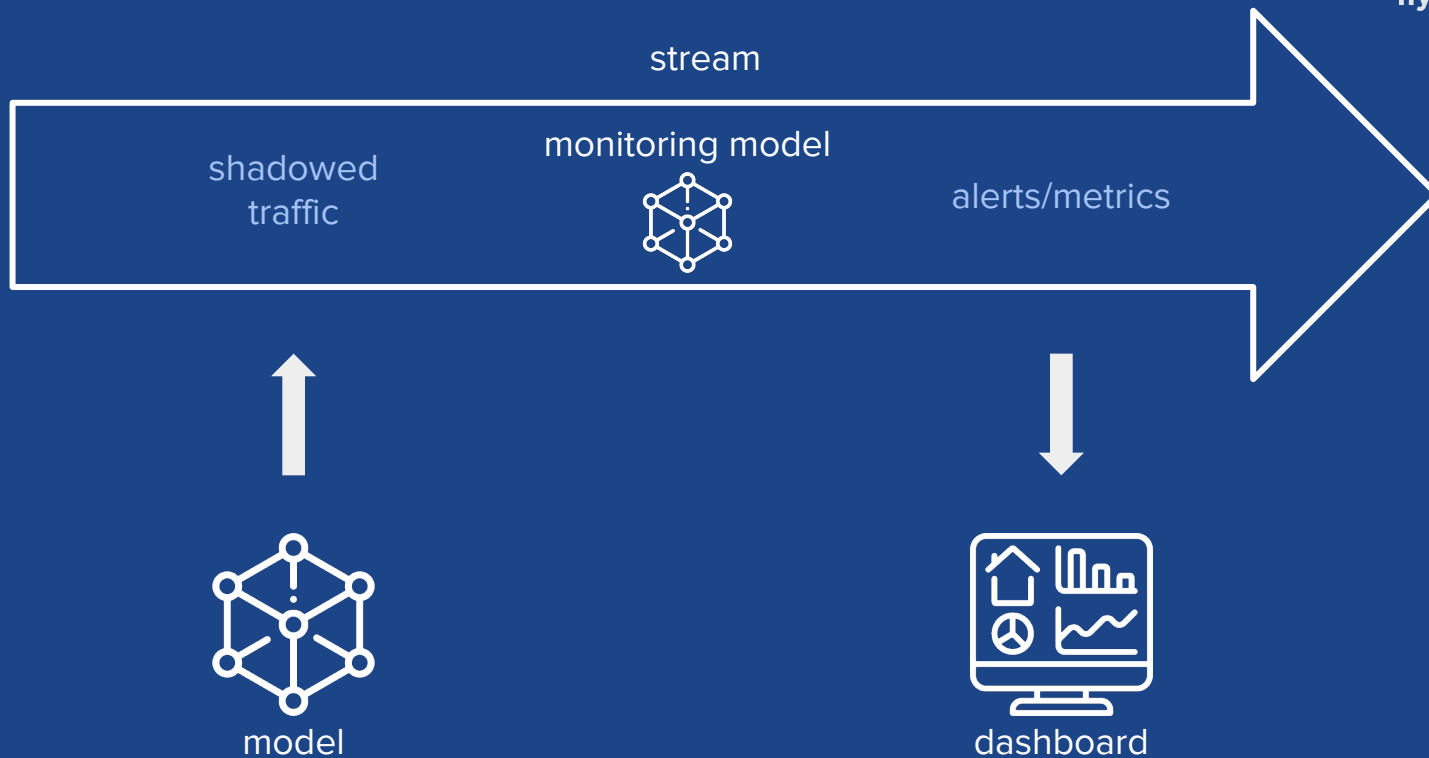 stream
monitoring model
shadowed
traffic
alerts/metrics
model
dashboard